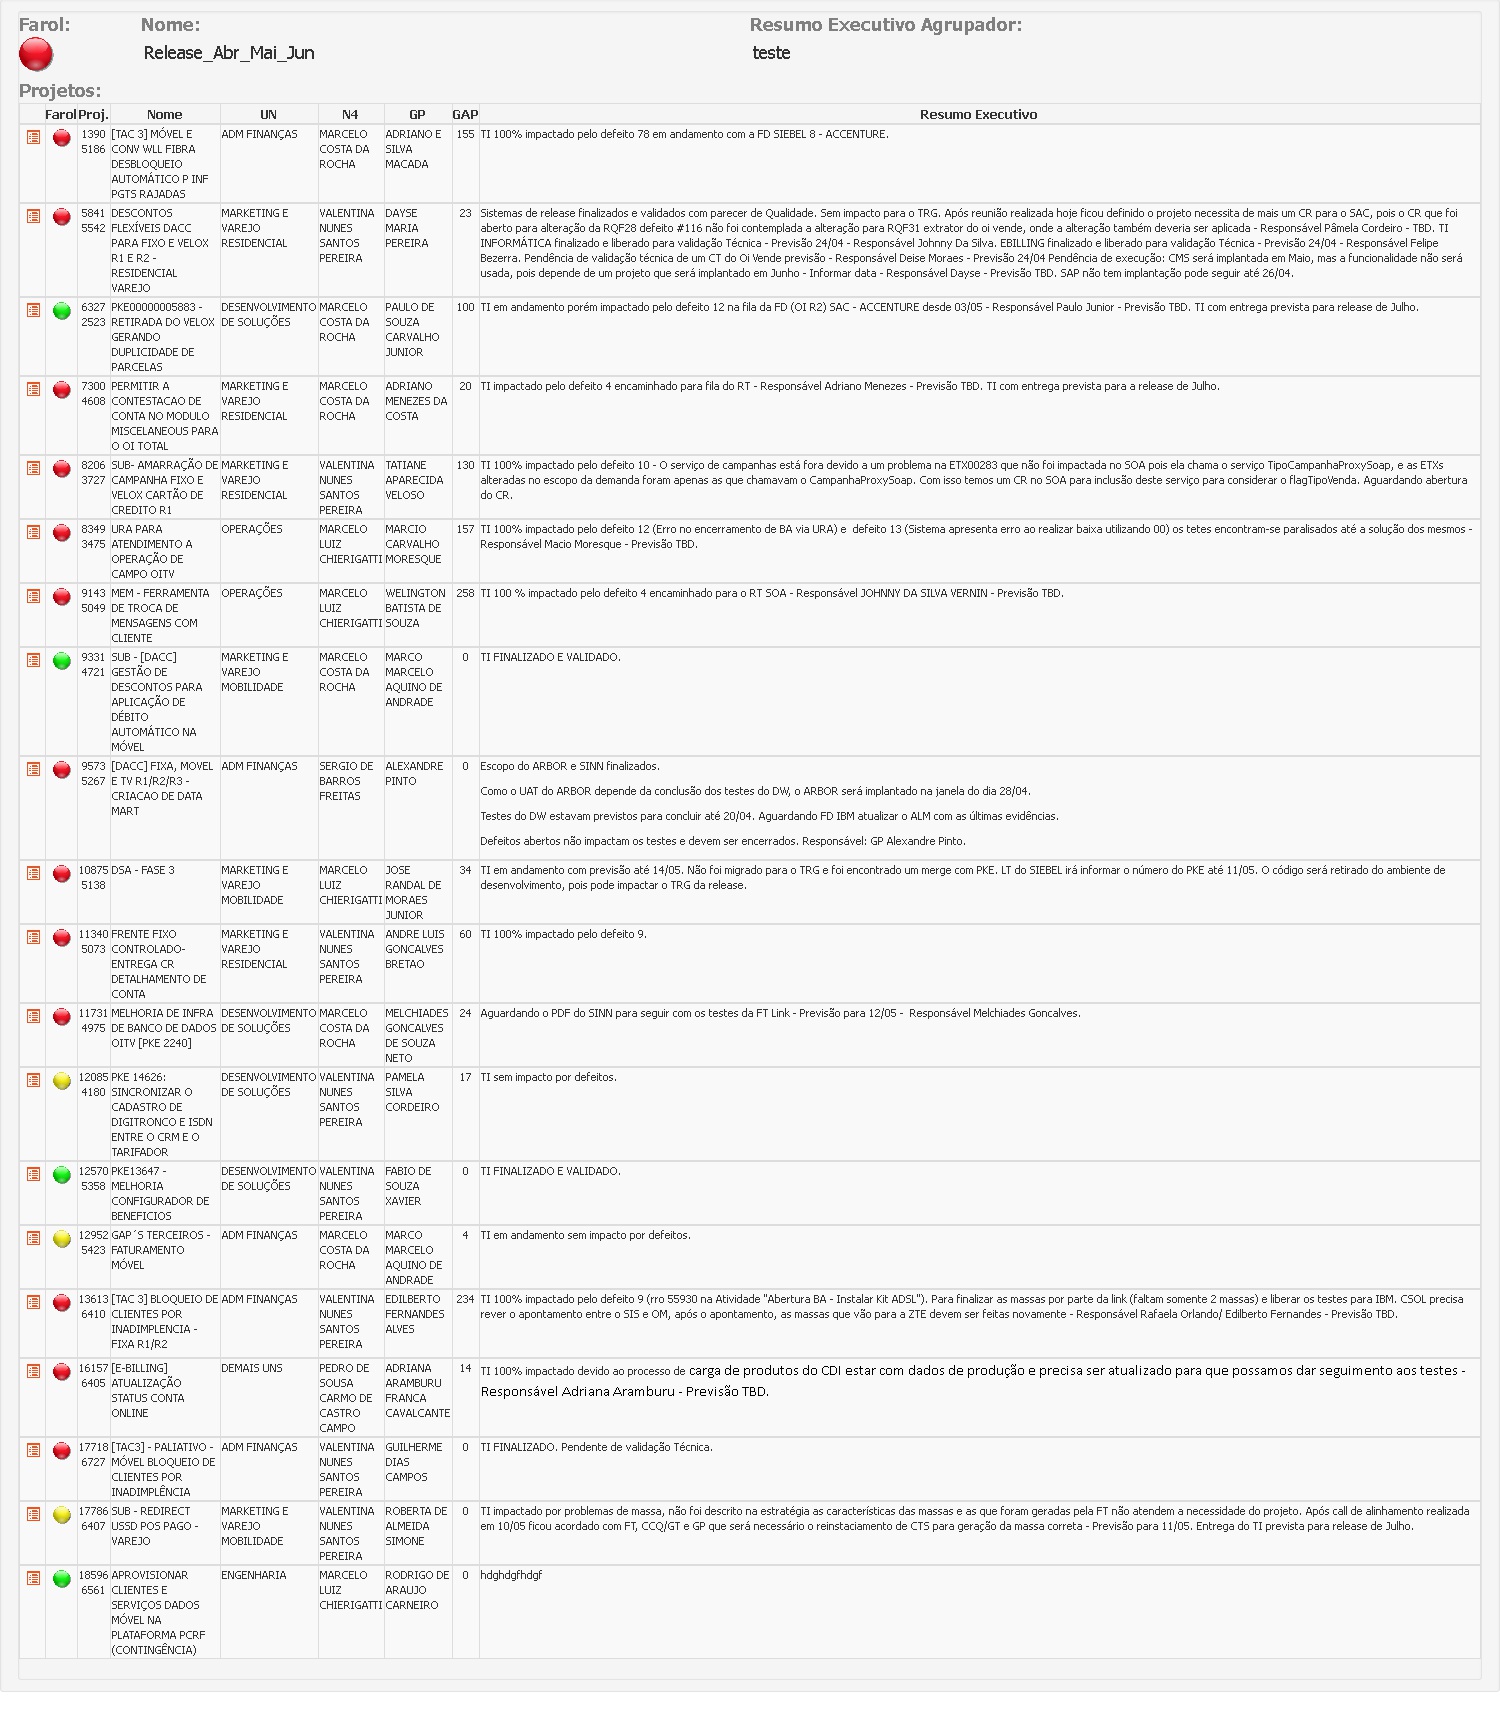 Farol:
Nome:
Resumo Executivo Agrupador:
Release_Abr_Mai_Jun
teste
Projetos:
Farol Proj. Nome UN N4 GP GAP Resumo Executivo
1390
5186
[TAC 3] MÓVEL E
CONV WLL FIBRA
DESBLOQUEIO
AUTOMÁTICO P INF
PGTS RAJADAS
ADM FINANÇAS
MARCELO
COSTA DA
ROCHA
ADRIANO E
SILVA
MACADA
155
TI 100% impactado pelo defeito 78 em andamento com a FD SIEBEL 8 - ACCENTURE.
5841
5542
DESCONTOS
FLEXÍVEIS DACC
PARA FIXO E VELOX
R1 E R2 -
RESIDENCIAL
VAREJO
MARKETING E
VAREJO
RESIDENCIAL
VALENTINA
NUNES
SANTOS
PEREIRA
DAYSE
MARIA
PEREIRA
23
Sistemas de release finalizados e validados com parecer de Qualidade. Sem impacto para o TRG. Após reunião realizada hoje ficou definido o projeto necessita de mais um CR para o SAC, pois o CR que foi
aberto para alteração da RQF28 defeito #116 não foi contemplada a alteração para RQF31 extrator do oi vende, onde a alteração também deveria ser aplicada - Responsável Pâmela Cordeiro - TBD. TI
INFORMÁTICA finalizado e liberado para validação Técnica - Previsão 24/04 - Responsável Johnny Da Silva. EBILLING finalizado e liberado para validação Técnica - Previsão 24/04 - Responsável Felipe
Bezerra. Pendência de validação técnica de um CT do Oi Vende previsão - Responsável Deise Moraes - Previsão 24/04 Pendência de execução: CMS será implantada em Maio, mas a funcionalidade não será
usada, pois depende de um projeto que será implantado em Junho - Informar data - Responsável Dayse - Previsão TBD. SAP não tem implantação pode seguir até 26/04.
6327
2523
PKE00000005883 -
RETIRADA DO VELOX
GERANDO
DUPLICIDADE DE
PARCELAS
DESENVOLVIMENTO
DE SOLUÇÕES
MARCELO
COSTA DA
ROCHA
PAULO DE
SOUZA
CARVALHO
JUNIOR
100
TI em andamento porém impactado pelo defeito 12 na fila da FD (OI R2) SAC - ACCENTURE desde 03/05 - Responsável Paulo Junior - Previsão TBD. TI com entrega prevista para release de Julho.
7300
4608
PERMITIR A
CONTESTACAO DE
CONTA NO MODULO
MISCELANEOUS PARA
O OI TOTAL
MARKETING E
VAREJO
RESIDENCIAL
MARCELO
COSTA DA
ROCHA
ADRIANO
MENEZES DA
COSTA
20
TI impactado pelo defeito 4 encaminhado para fila do RT - Responsável Adriano Menezes - Previsão TBD. TI com entrega prevista para a release de Julho.
8206
3727
SUB- AMARRAÇÃO DE
CAMPANHA FIXO E
VELOX CARTÃO DE
CREDITO R1
MARKETING E
VAREJO
RESIDENCIAL
VALENTINA
NUNES
SANTOS
PEREIRA
TATIANE
APARECIDA
VELOSO
130
TI 100% impactado pelo defeito 10 - O serviço de campanhas está fora devido a um problema na ETX00283 que não foi impactada no SOA pois ela chama o serviço TipoCampanhaProxySoap, e as ETXs
alteradas no escopo da demanda foram apenas as que chamavam o CampanhaProxySoap. Com isso temos um CR no SOA para inclusão deste serviço para considerar o flagTipoVenda. Aguardando abertura
do CR.
8349
3475
URA PARA
ATENDIMENTO A
OPERAÇÃO DE
CAMPO OITV
OPERAÇÕES
MARCELO
LUIZ
CHIERIGATTI
MARCIO
CARVALHO
MORESQUE
157
TI 100% impactado pelo defeito 12 (Erro no encerramento de BA via URA) e  defeito 13 (Sistema apresenta erro ao realizar baixa utilizando 00) os tetes encontram-se paralisados até a solução dos mesmos -
Responsável Macio Moresque - Previsão TBD.
9143
5049
MEM - FERRAMENTA
DE TROCA DE
MENSAGENS COM
CLIENTE
OPERAÇÕES
MARCELO
LUIZ
CHIERIGATTI
WELINGTON
BATISTA DE
SOUZA
258
TI 100 % impactado pelo defeito 4 encaminhado para o RT SOA - Responsável JOHNNY DA SILVA VERNIN - Previsão TBD.
9331
4721
SUB - [DACC]
GESTÃO DE
DESCONTOS PARA
APLICAÇÃO DE
DÉBITO
AUTOMÁTICO NA
MÓVEL
MARKETING E
VAREJO
MOBILIDADE
MARCELO
COSTA DA
ROCHA
MARCO
MARCELO
AQUINO DE
ANDRADE
0
TI FINALIZADO E VALIDADO.
9573
5267
[DACC] FIXA, MOVEL
E TV R1/R2/R3 -
CRIACAO DE DATA
MART
ADM FINANÇAS
SERGIO DE
BARROS
FREITAS
ALEXANDRE
PINTO
0
Escopo do ARBOR e SINN finalizados.
Como o UAT do ARBOR depende da conclusão dos testes do DW, o ARBOR será implantado na janela do dia 28/04.
Testes do DW estavam previstos para concluir até 20/04. Aguardando FD IBM atualizar o ALM com as últimas evidências.
Defeitos abertos não impactam os testes e devem ser encerrados. Responsável: GP Alexandre Pinto.
10875
5138
DSA - FASE 3
MARKETING E
VAREJO
MOBILIDADE
MARCELO
LUIZ
CHIERIGATTI
JOSE
RANDAL DE
MORAES
JUNIOR
34
TI em andamento com previsão até 14/05. Não foi migrado para o TRG e foi encontrado um merge com PKE. LT do SIEBEL irá informar o número do PKE até 11/05. O código será retirado do ambiente de
desenvolvimento, pois pode impactar o TRG da release.
11340
5073
FRENTE FIXO
CONTROLADO-
ENTREGA CR
DETALHAMENTO DE
CONTA
MARKETING E
VAREJO
RESIDENCIAL
VALENTINA
NUNES
SANTOS
PEREIRA
ANDRE LUIS
GONCALVES
BRETAO
60
TI 100% impactado pelo defeito 9.
11731
4975
MELHORIA DE INFRA
DE BANCO DE DADOS
OITV [PKE 2240]
DESENVOLVIMENTO
DE SOLUÇÕES
MARCELO
COSTA DA
ROCHA
MELCHIADES
GONCALVES
DE SOUZA
NETO
24
Aguardando o PDF do SINN para seguir com os testes da FT Link - Previsão para 12/05 -  Responsável Melchiades Goncalves.
12085
4180
PKE 14626:
SINCRONIZAR O
CADASTRO DE
DIGITRONCO E ISDN
ENTRE O CRM E O
TARIFADOR
DESENVOLVIMENTO
DE SOLUÇÕES
VALENTINA
NUNES
SANTOS
PEREIRA
PAMELA
SILVA
CORDEIRO
17
TI sem impacto por defeitos.
12570
5358
PKE13647 -
MELHORIA
CONFIGURADOR DE
BENEFICIOS
DESENVOLVIMENTO
DE SOLUÇÕES
VALENTINA
NUNES
SANTOS
PEREIRA
FABIO DE
SOUZA
XAVIER
0
TI FINALIZADO E VALIDADO.
12952
5423
GAP´S TERCEIROS -
FATURAMENTO
MÓVEL
ADM FINANÇAS
MARCELO
COSTA DA
ROCHA
MARCO
MARCELO
AQUINO DE
ANDRADE
4
TI em andamento sem impacto por defeitos.
13613
6410
[TAC 3] BLOQUEIO DE
CLIENTES POR
INADIMPLENCIA -
FIXA R1/R2
ADM FINANÇAS
VALENTINA
NUNES
SANTOS
PEREIRA
EDILBERTO
FERNANDES
ALVES
234
TI 100% impactado pelo defeito 9 (rro 55930 na Atividade "Abertura BA - Instalar Kit ADSL"). Para finalizar as massas por parte da link (faltam somente 2 massas) e liberar os testes para IBM. CSOL precisa
rever o apontamento entre o SIS e OM, após o apontamento, as massas que vão para a ZTE devem ser feitas novamente - Responsável Rafaela Orlando/ Edilberto Fernandes - Previsão TBD.
16157
6405
[E-BILLING]
ATUALIZAÇÃO
STATUS CONTA
ONLINE
DEMAIS UNS
PEDRO DE
SOUSA
CARMO DE
CASTRO
CAMPO
ADRIANA
ARAMBURU
FRANCA
CAVALCANTE
14
TI 100% impactado devido ao processo de carga de produtos do CDI estar com dados de produção e precisa ser atualizado para que possamos dar seguimento aos testes -
Responsável Adriana Aramburu - Previsão TBD.
17718
6727
[TAC3] - PALIATIVO -
MÓVEL BLOQUEIO DE
CLIENTES POR
INADIMPLÊNCIA
ADM FINANÇAS
VALENTINA
NUNES
SANTOS
PEREIRA
GUILHERME
DIAS
CAMPOS
0
TI FINALIZADO. Pendente de validação Técnica.
17786
6407
SUB - REDIRECT
USSD POS PAGO -
VAREJO
MARKETING E
VAREJO
MOBILIDADE
VALENTINA
NUNES
SANTOS
PEREIRA
ROBERTA DE
ALMEIDA
SIMONE
0
TI impactado por problemas de massa, não foi descrito na estratégia as características das massas e as que foram geradas pela FT não atendem a necessidade do projeto. Após call de alinhamento realizada
em 10/05 ficou acordado com FT, CCQ/GT e GP que será necessário o reinstaciamento de CTS para geração da massa correta - Previsão para 11/05. Entrega do TI prevista para release de Julho.
18596
6561
APROVISIONAR
CLIENTES E
SERVIÇOS DADOS
MÓVEL NA
PLATAFORMA PCRF
(CONTINGÊNCIA)
ENGENHARIA
MARCELO
LUIZ
CHIERIGATTI
RODRIGO DE
ARAUJO
CARNEIRO
0
hdghdgfhdgf